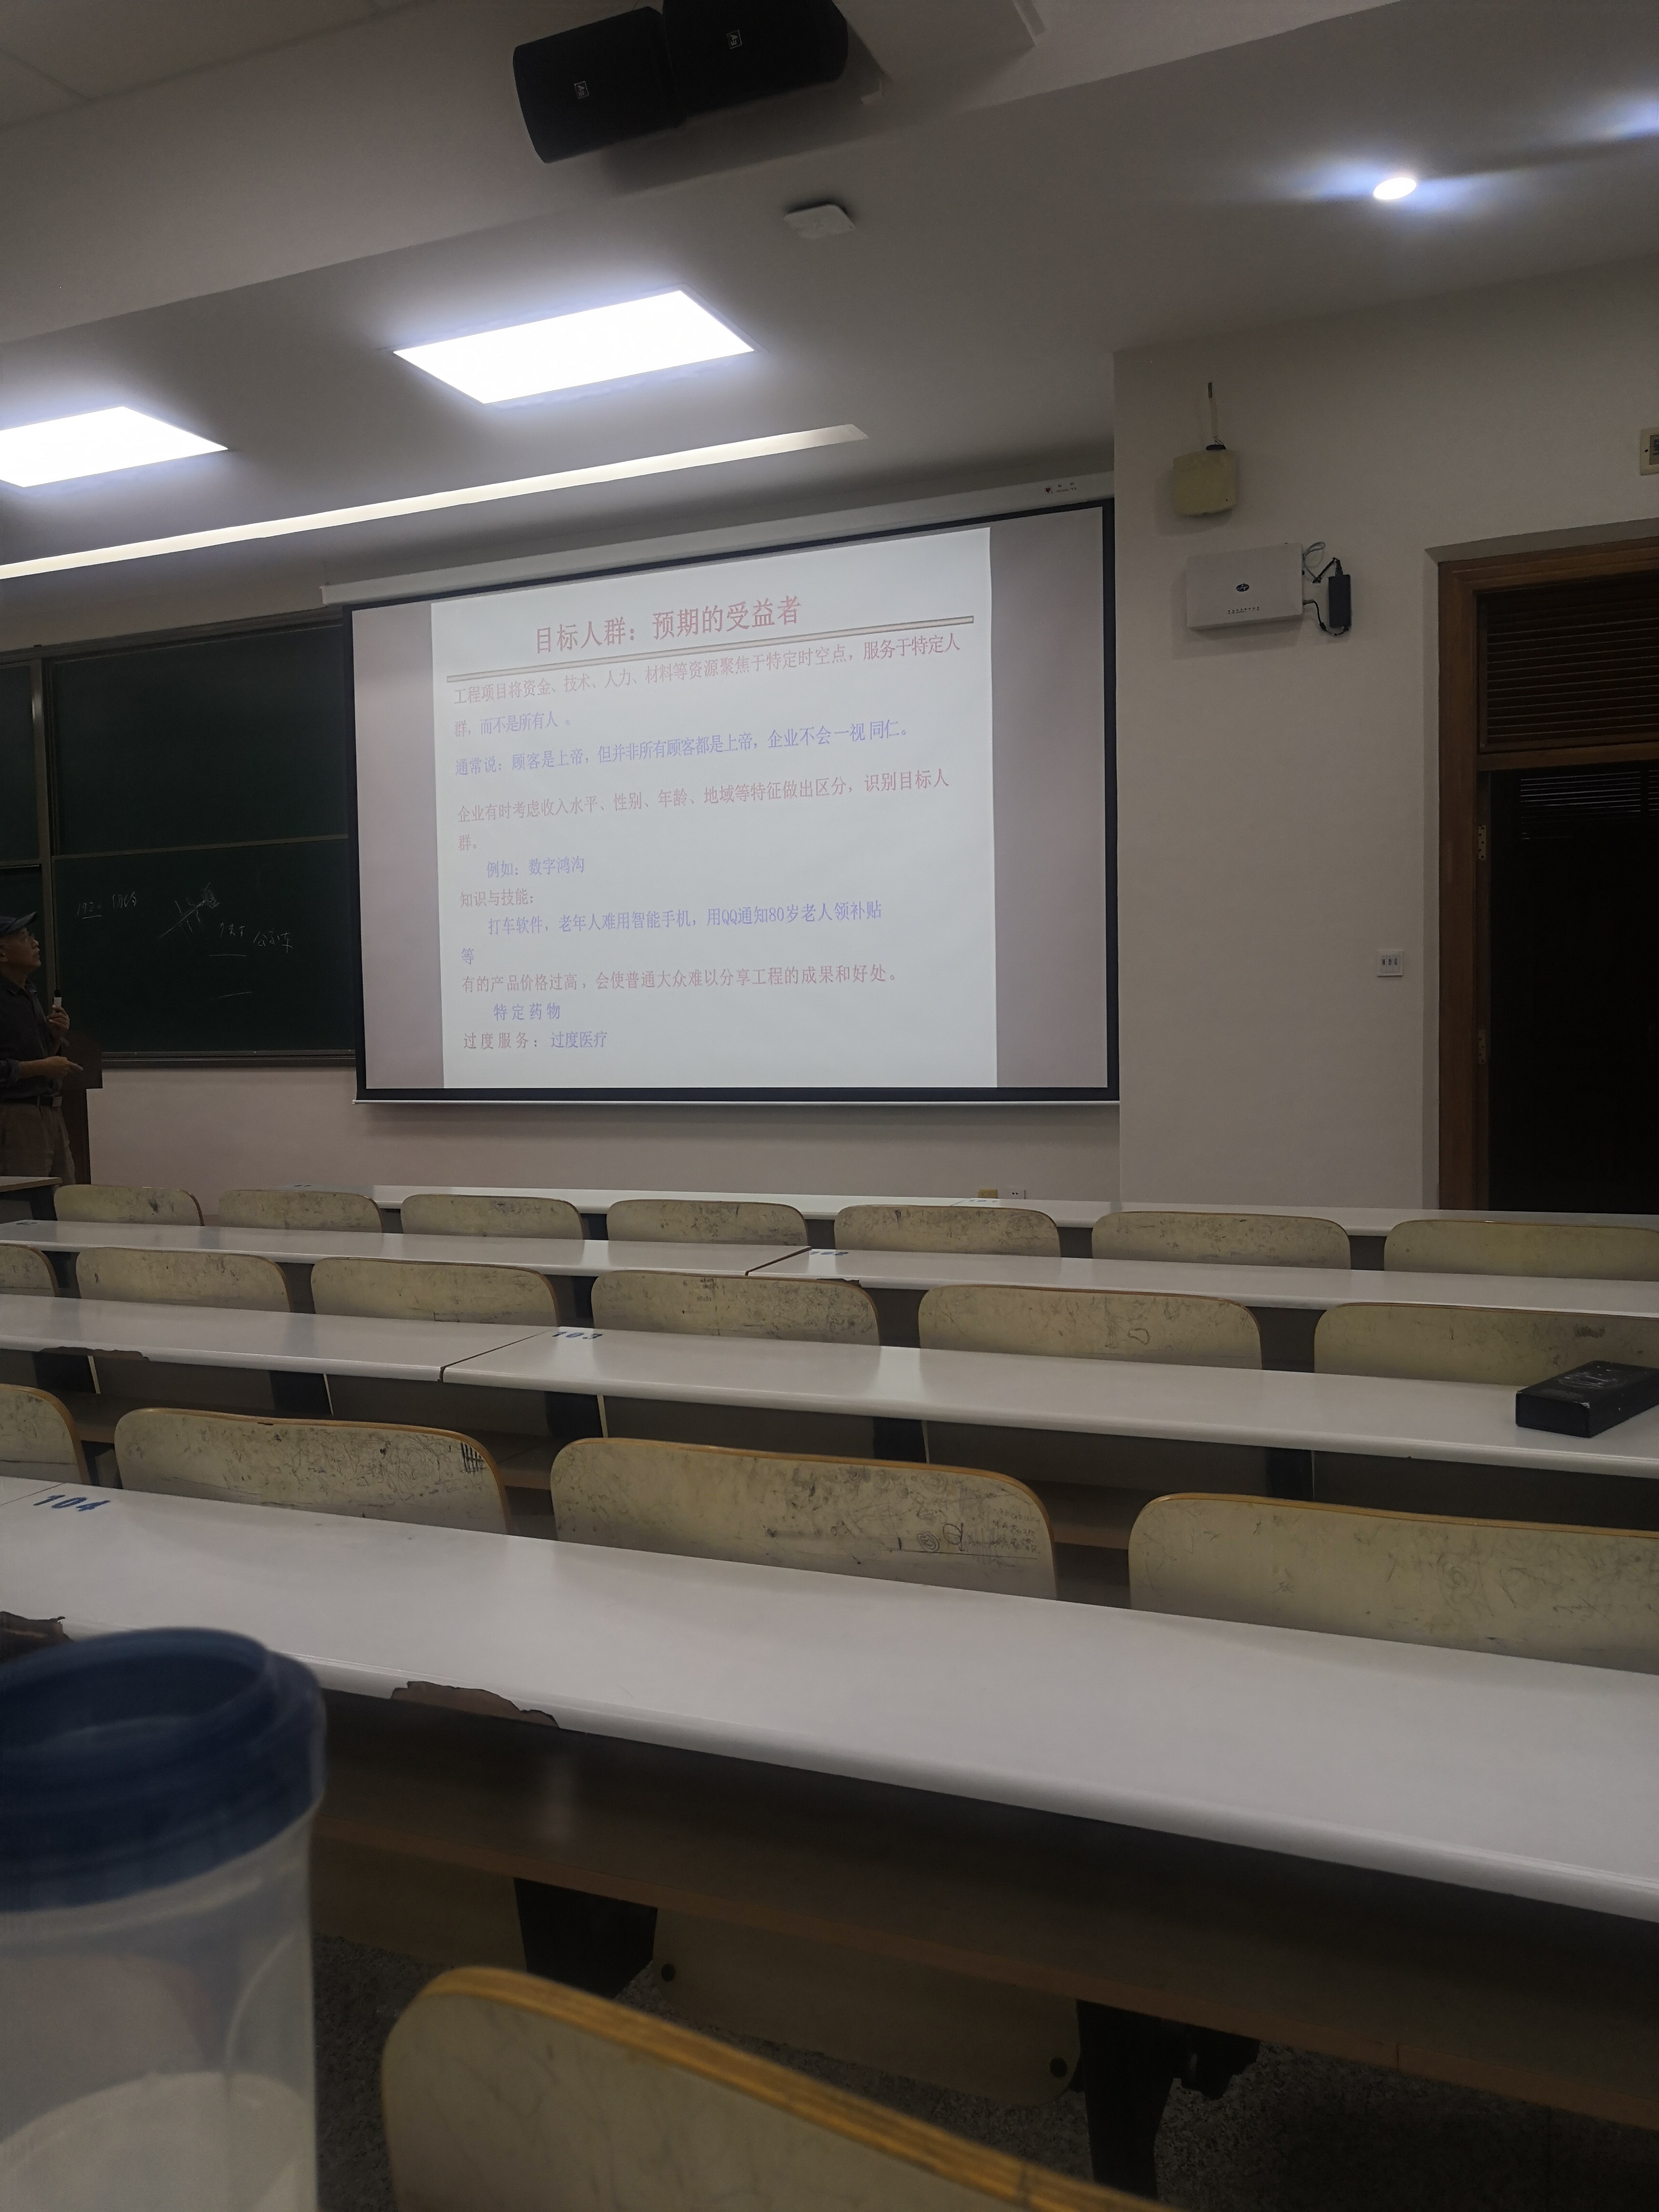 目标人群：预期的受益者
工程项目将资金、技术、人力、材料等资源聚焦于特定时空点，服务于特定人
群，而不是所有人 。
通常说：顾客是上帝，但并非所有顾客都是上帝，企业不会一视同仁。
企业有时考虑收入水平、性别、年龄、地域等特征做出区分，识别目标人
群。
例如：数字鸿沟
知识与技能：
打车软件，老年人难用智能手机，用QQ通知80岁老人领补贴
等
有的产品价格过高，会使普通大众难以分享工程的成果和好处。
特定药物
过度服务：过度医疗
103
104